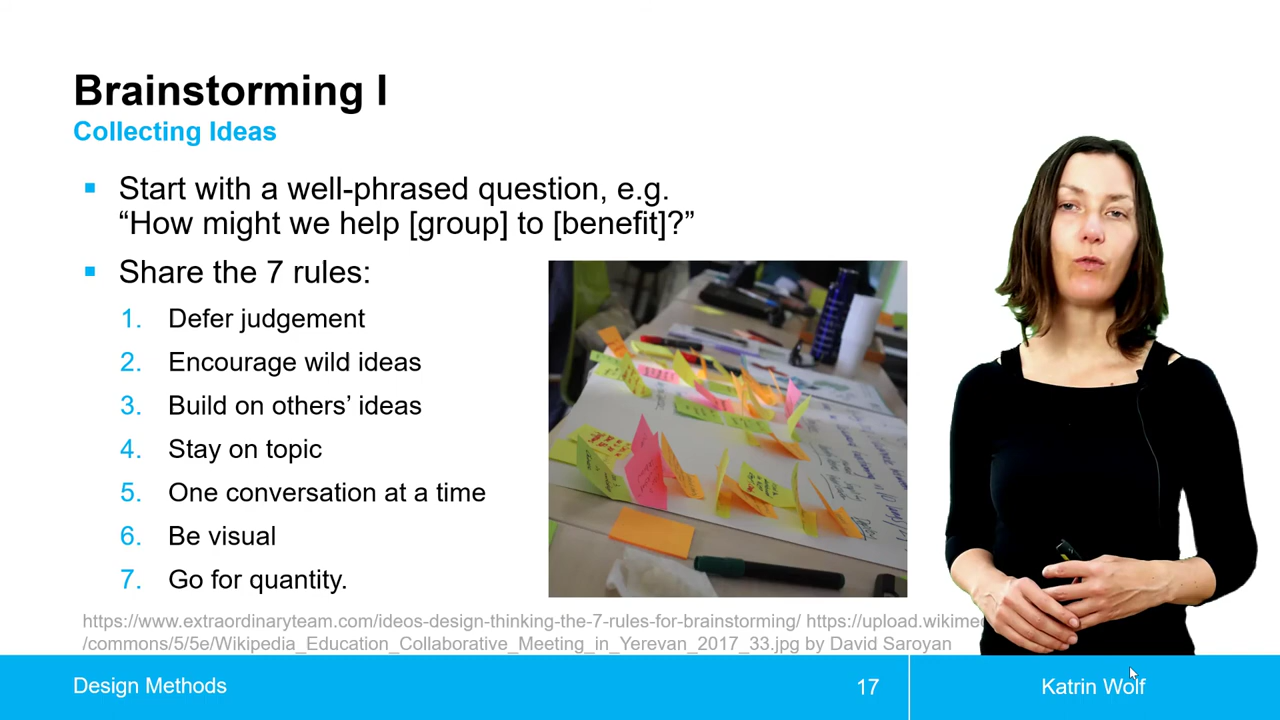 Brainstorming I
Collecting Ideas
Start with a well-phrased question, e.g.
“How might we help [group] to [benefit]?”
Share the 7 rules:
1. Defer judgement
2. Encourage wild ideas
3. Build on others’ ideas
4. Stay on topic
5. One conversation at a time
6. Be visual
7. Go for quantity.
https://www.extraordinaryteam.com/ideos-design-thinking-the-7-rules-for-brainstorming/ https://upload.wikime
/commons/5/5e/Wikipedia_Education_Collaborative_Meeting_in_Yerevan_2017_33.jpg by David Saroyan
Design Methods
17
Katrin Wolf